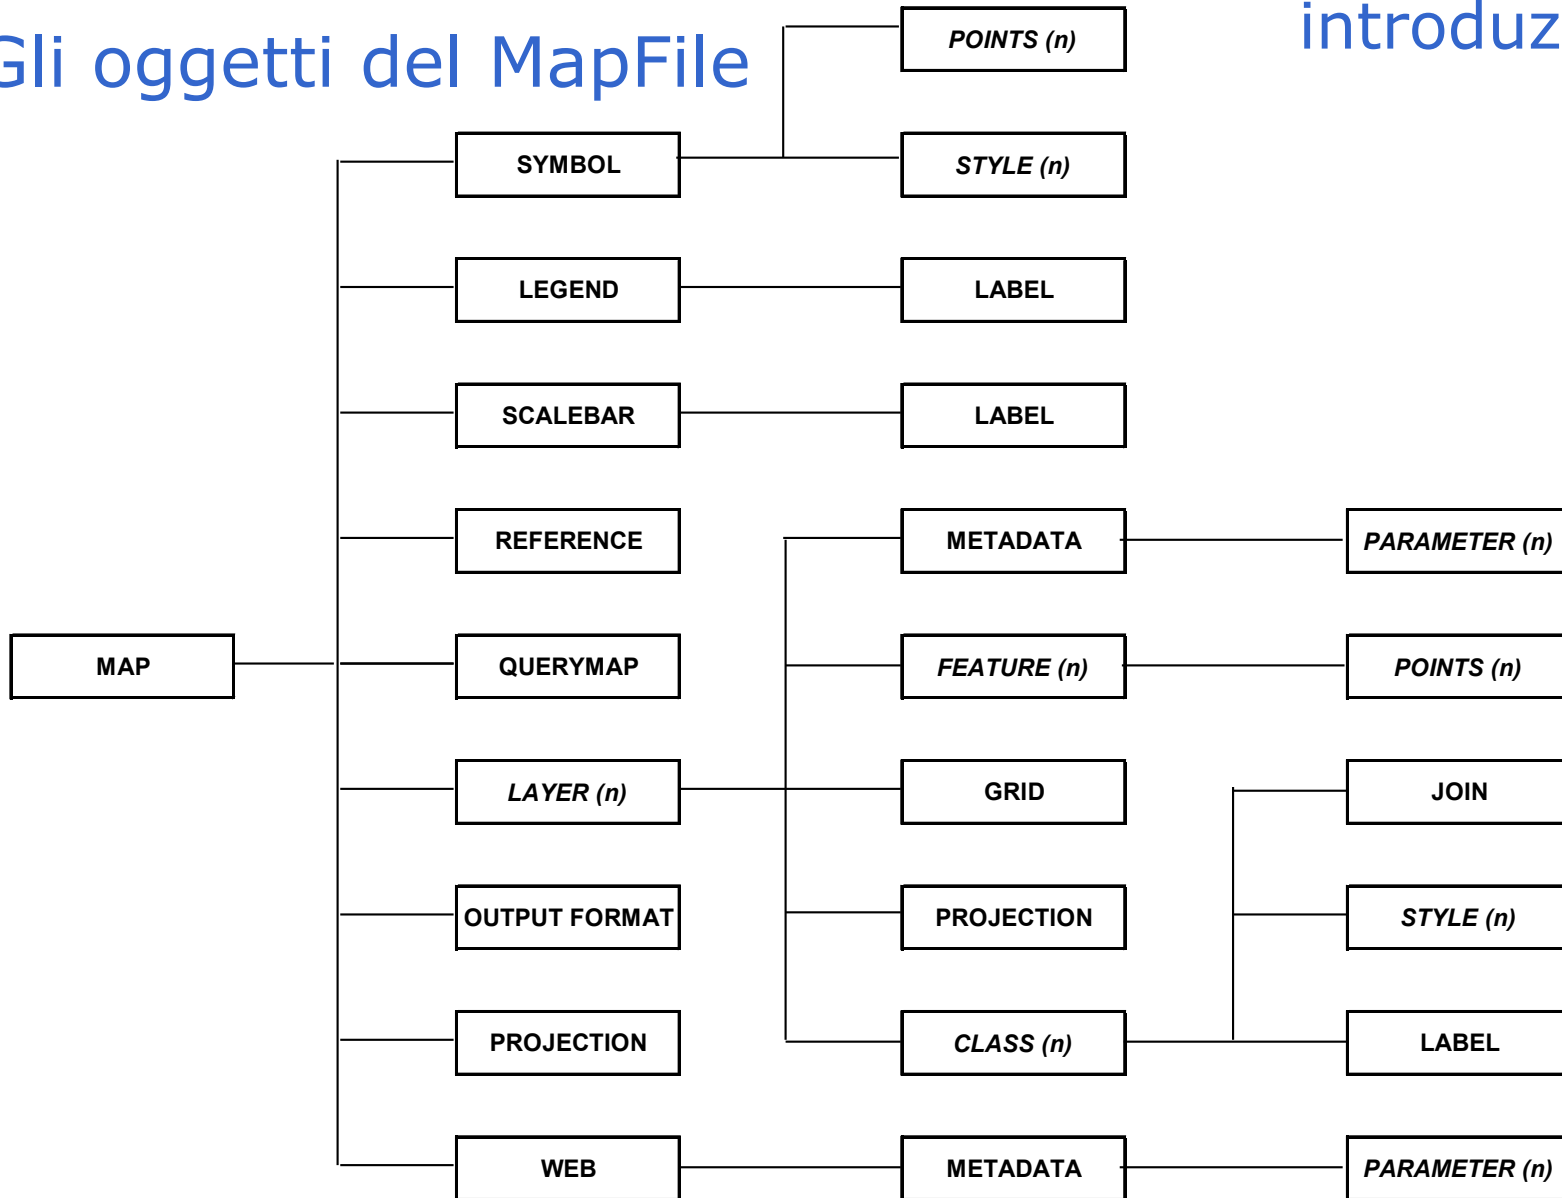 Gli oggetti del MapFile
introduz
POINTS (n)
SYMBOL
STYLE (n)
LEGEND
LABEL
SCALEBAR
LABEL
REFERENCE
METADATA
PARAMETER (n)
MAP
QUERYMAP
FEATURE (n)
POINTS (n)
LAYER (n)
GRID
JOIN
OUTPUT FORMAT
PROJECTION
STYLE (n)
PROJECTION
CLASS (n)
LABEL
WEB
METADATA
PARAMETER (n)